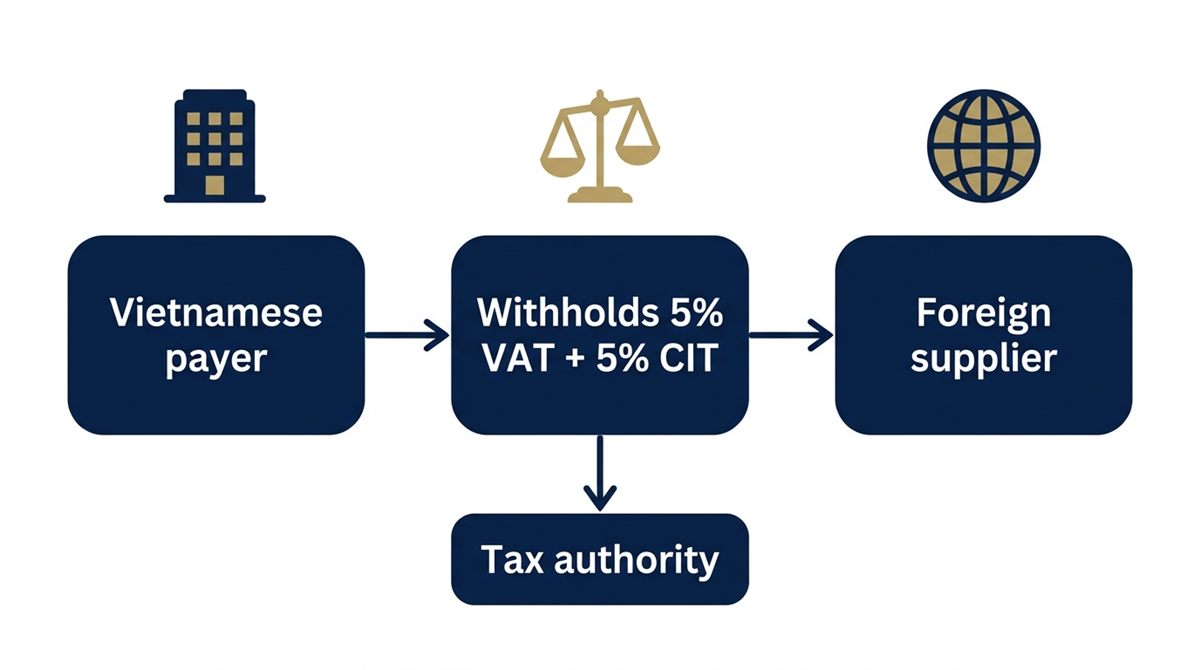 Vietnamese
payer
Withholds 5%
VAT + 5% CIT
Foreign
supplier
Tax authority